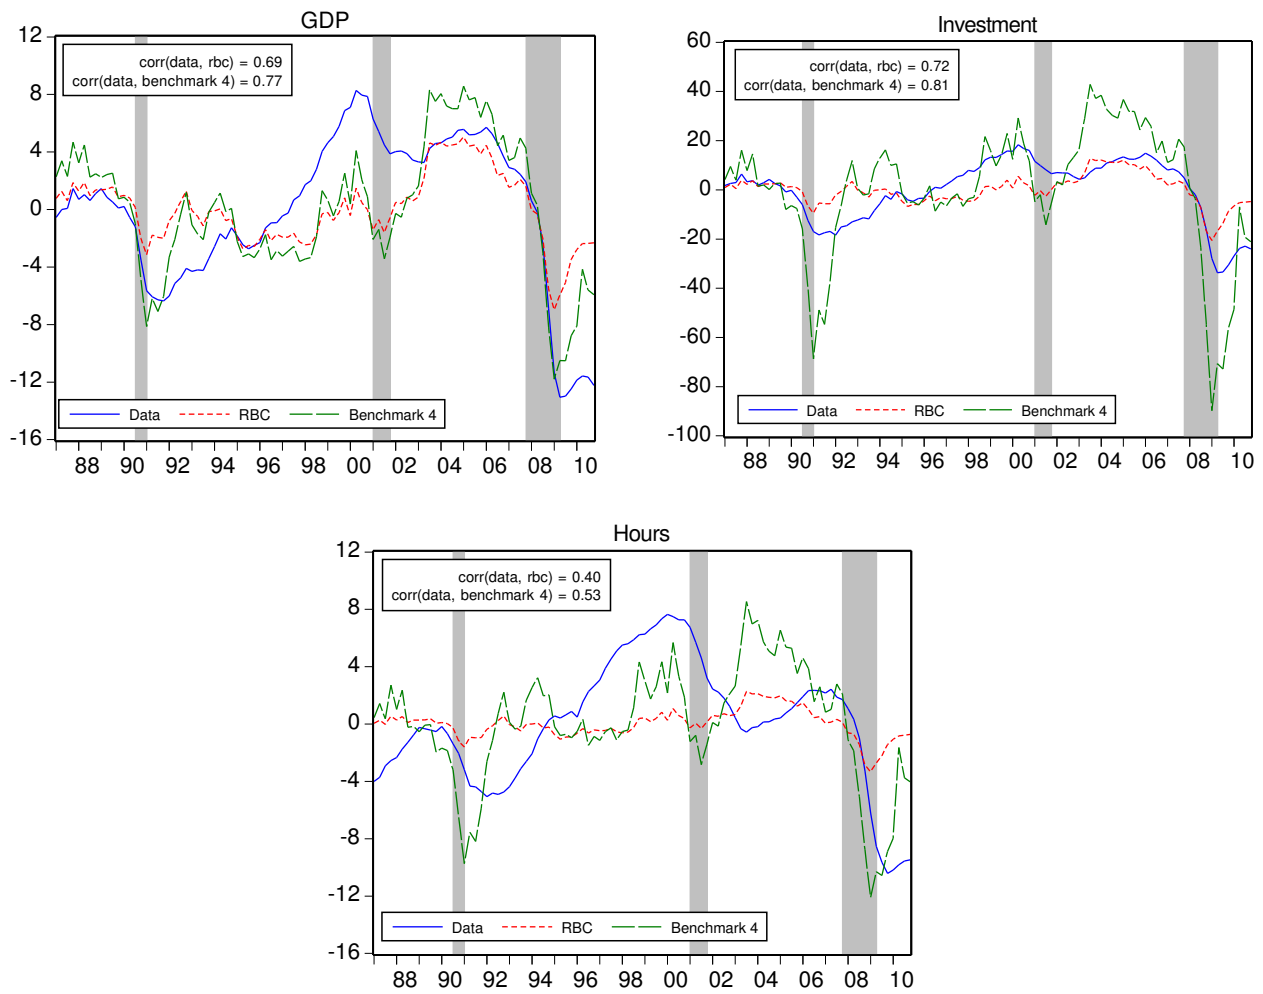 GDP
12
8
4
0
-4
-8
-12
-16
corr(data, rbc) = 0.69
corr(data, benchmark 4) = 0.77
Data RBC Benchmark 4
88 90 92 94 96 98 00 02 04 06 08 10
Investment
60
40
20
0
-20
-40
-60
-80
-100
corr(data, rbc) = 0.72
corr(data, benchmark 4) = 0.81
Data RBC Benchmark 4
88 90 92 94 96 98 00 02 04 06 08 10
Hours
12
8
4
0
-4
-8
-12
-16
corr(data, rbc) = 0.40
corr(data, benchmark 4) = 0.53
Data RBC Benchmark 4
88 90 92 94 96 98 00 02 04 06 08 10